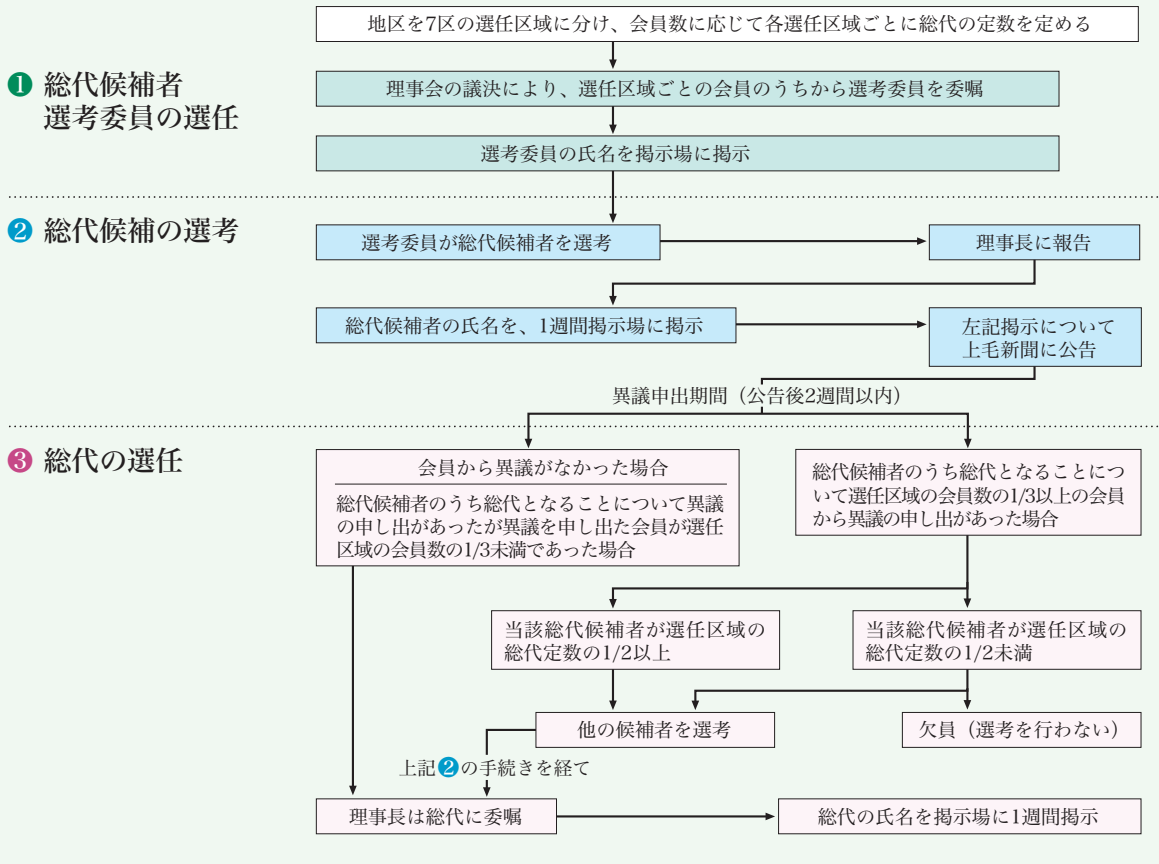 地区を7区の選任区域に分け、会員数に応じて各選任区域ごとに総代の定数を定める
❶ 総代候補者
選考委員の選任
理事会の議決により、選任区域ごとの会員のうちから選考委員を委嘱
選考委員の氏名を掲示場に掲示
❷ 総代候補の選考
選考委員が総代候補者を選考
理事長に報告
総代候補者の氏名を、1週間掲示場に掲示
左記掲示について
上毛新聞に公告
異議申出期間（公告後2週間以内）
❸ 総代の選任
会員から異議がなかった場合
総代候補者のうち総代となることについて異議
の申し出があったが異議を申し出た会員が選任
区域の会員数の1/3未満であった場合
総代候補者のうち総代となることにつ
いて選任区域の会員数の1/3以上の会員
から異議の申し出があった場合
当該総代候補者が選任区域の
総代定数の1/2以上
当該総代候補者が選任区域の
総代定数の1/2未満
他の候補者を選考
欠員（選考を行わない）
上記❷の手続きを経て
理事長は総代に委嘱
総代の氏名を掲示場に1週間掲示